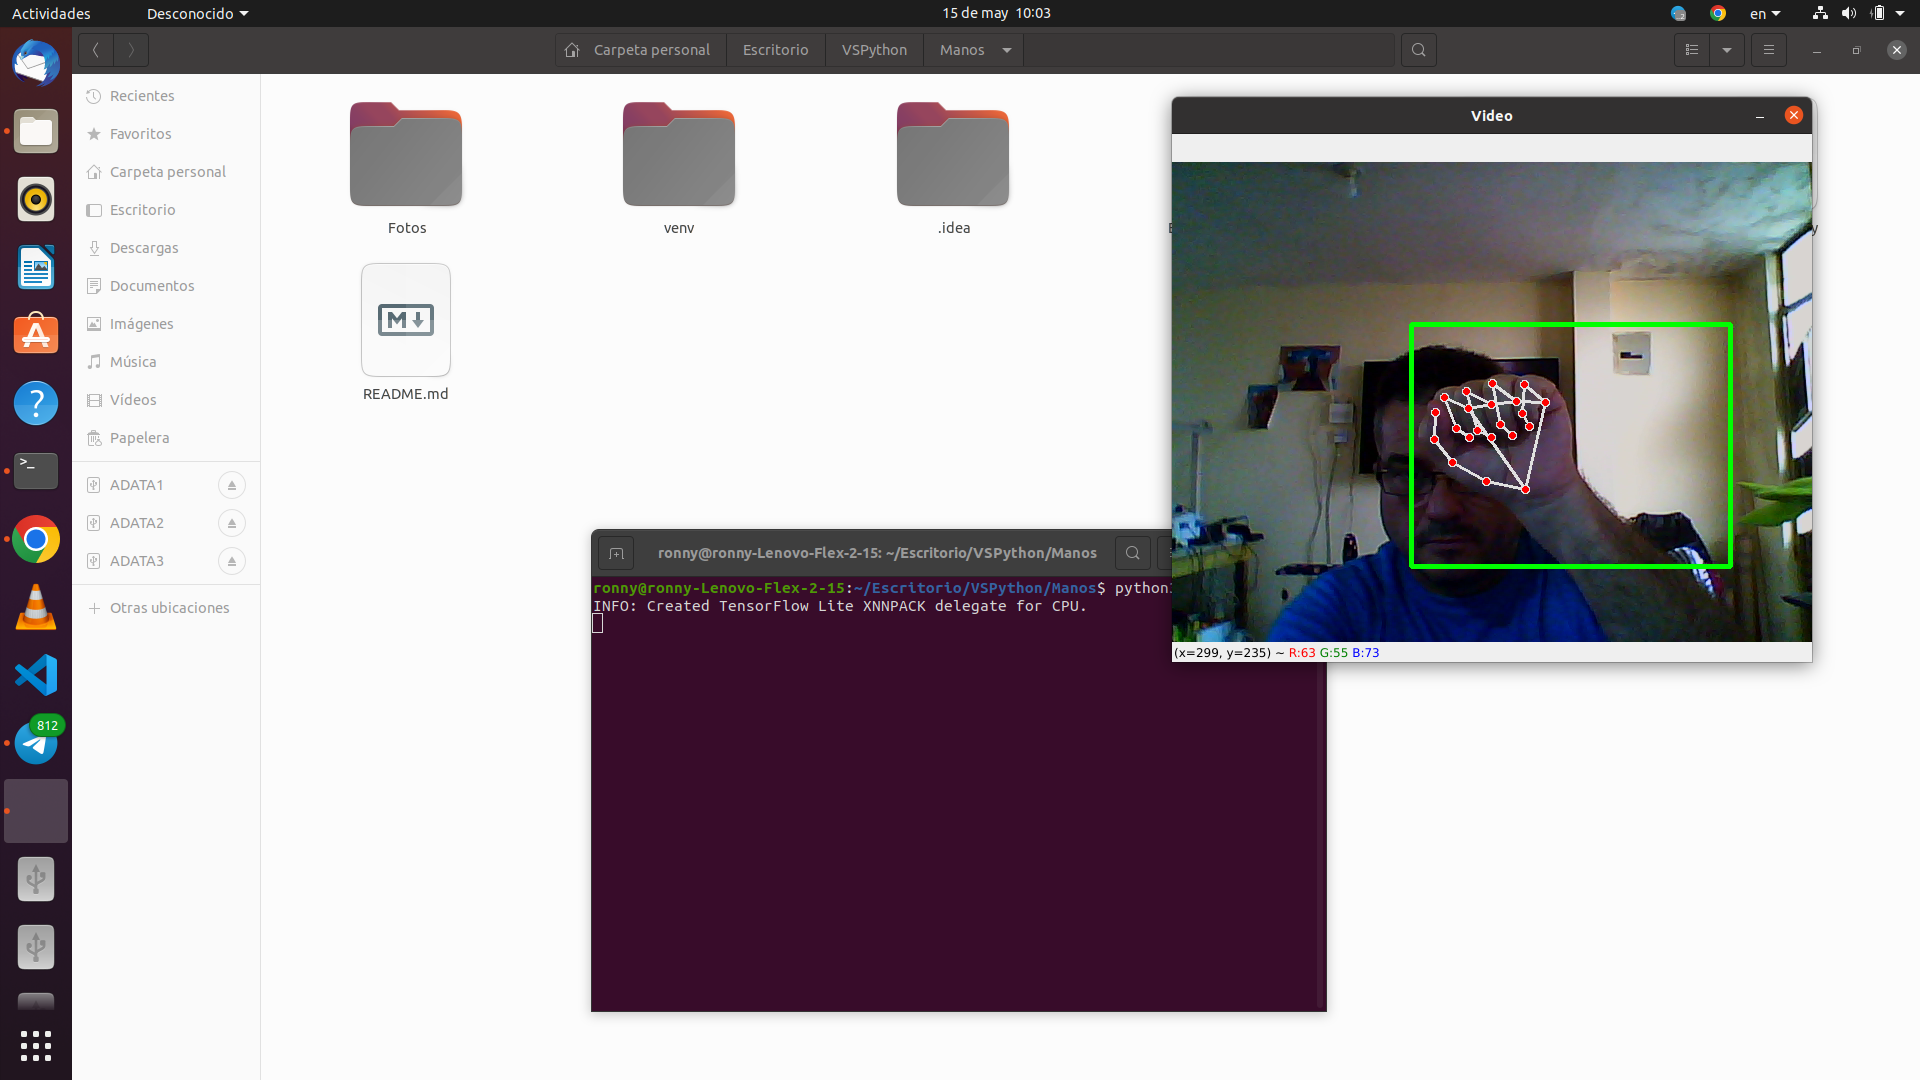 Actividades
Desconocido
15 de may 10:03
en
Carpeta personal
Escritorio
VSPython
Manos
Recientes
Favoritos
Carpeta personal
Escritorio
Descargas
Documentos
Imágenes
Música
Vídeos
Papelera
ADATA1
ADATA2
ADATA3
Otras ubicaciones
Fotos
venv
.idea
README.md
M
812
>_
?
ronny@ronny-Lenovo-Flex-2-15: ~/Escritorio/VSPython/Manos
ronny@ronny-Lenovo-Flex-2-15:~/Escritorio/VSPython/Manos$ python
INFO: Created TensorFlow Lite XNNPACK delegate for CPU.
Video
(x=299, y=235) ~ R:63 G:55 B:73